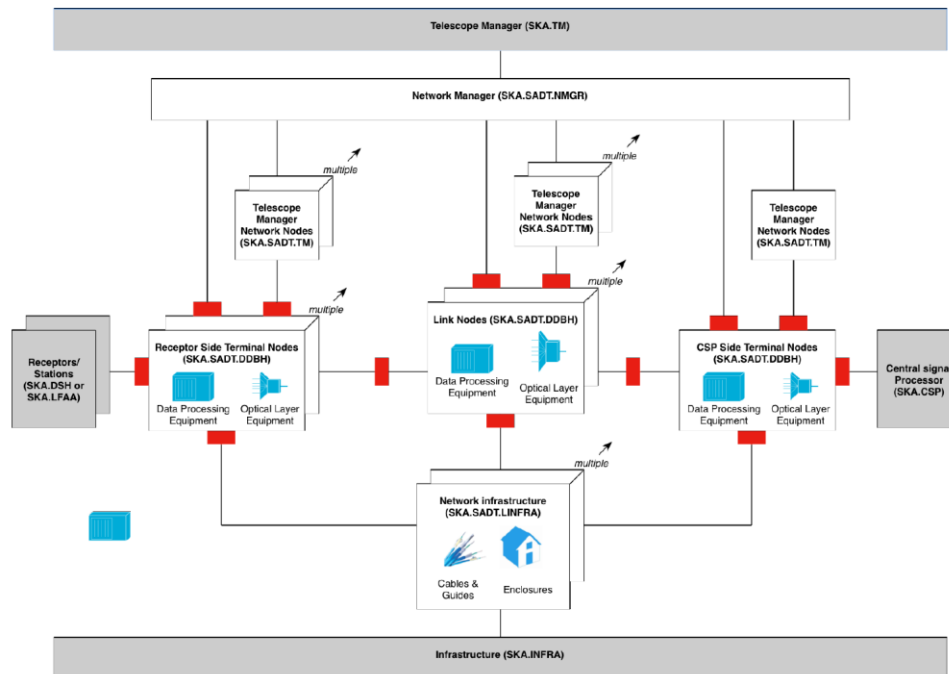 Telescope Manager (SKA.TM)
Network Manager (SKA.SADT.NMGR)
multiple
multiple
Telescope
Manager
Network Nodes
(SKA.SADT.TM)
Telescope
Manager
Network Nodes
(SKA.SADT.TM)
Telescope
Manager
Network Nodes
(SKA.SADT.TM)
multiple
multiple
Receptors/
Stations
(SKA.DSH or
SKA.LFAA)
Receptor Side Terminal Nodes
(SKA.SADT.DDBH)
Data Processing
Equipment
Optical Layer
Equipment
Link Nodes (SKA.SADT.DDBH)
Data Processing
Equipment
Optical Layer
Equipment
CSP Side Terminal Nodes
(SKA.SADT.DDBH)
Data Processing
Equipment
Optical Layer
Equipment
Central signa
Processor
(SKA.CSP)
multiple
Network infrastructure
(SKA.SADT.LINFRA)
Cables &
Guides
Enclosures
Infrastructure (SKA.INFRA)